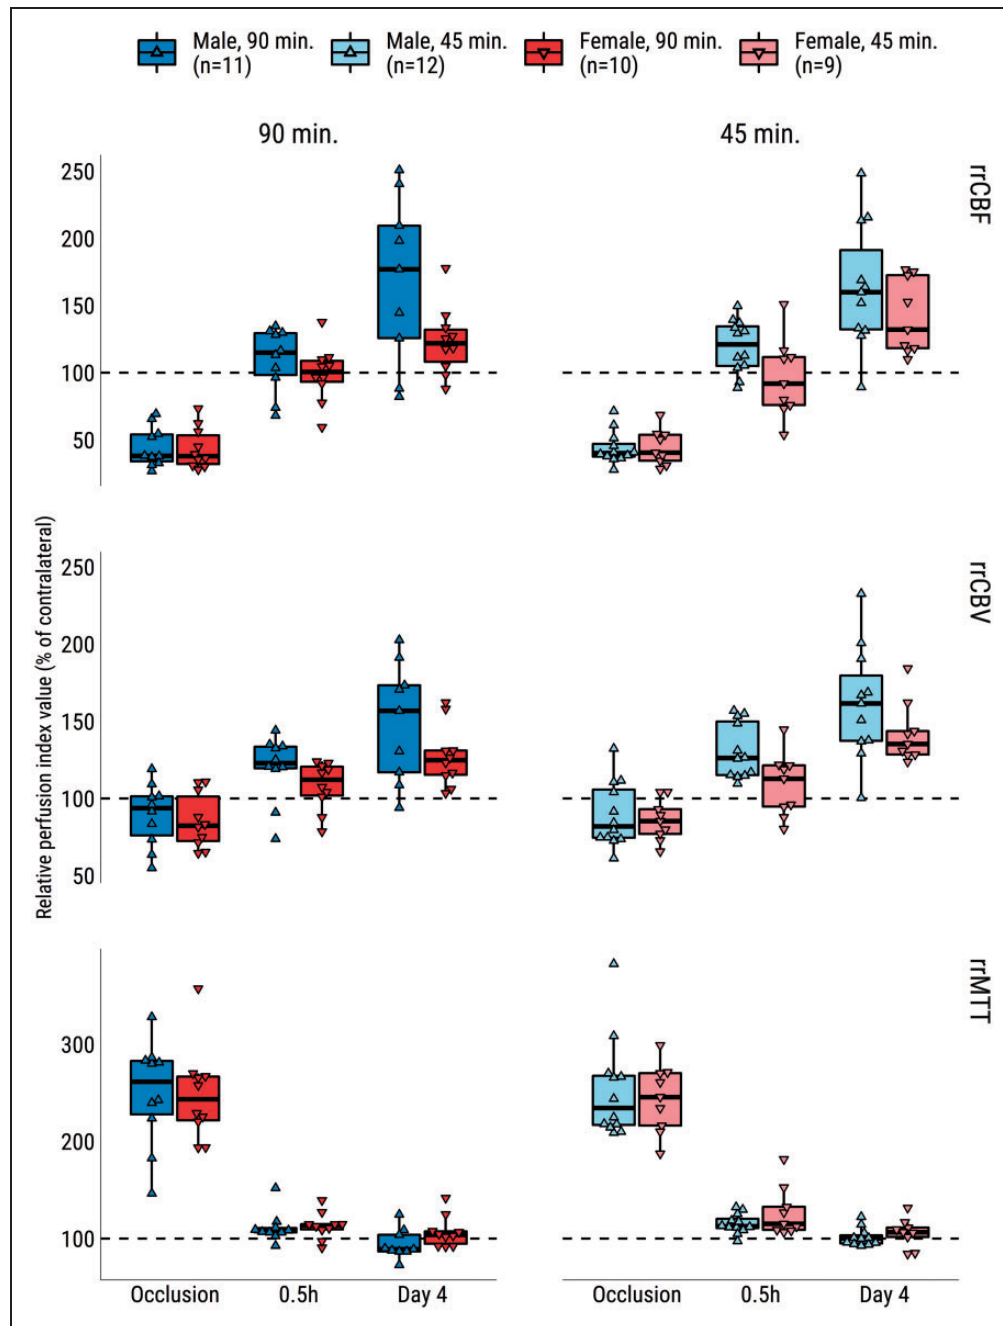 Male, 90 min.
(n=11)
Male, 45 min.
(n=12)
Female, 90 min.
(n=10)
Female, 45 min.
(n=9)
90 min.
45 min.
250
200
150
100
50
rrCBF
Relative perfusion index value (% of contralateral)
250
200
150
100
50
rrCBV
300
200
100
rrMTT
Occlusion
0.5h
Day 4
Occlusion
0.5h
Day 4